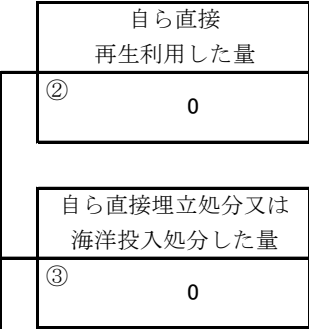 自ら直接
再生利用した量
②
0
自ら直接埋立処分又は
海洋投入処分した量
③
0